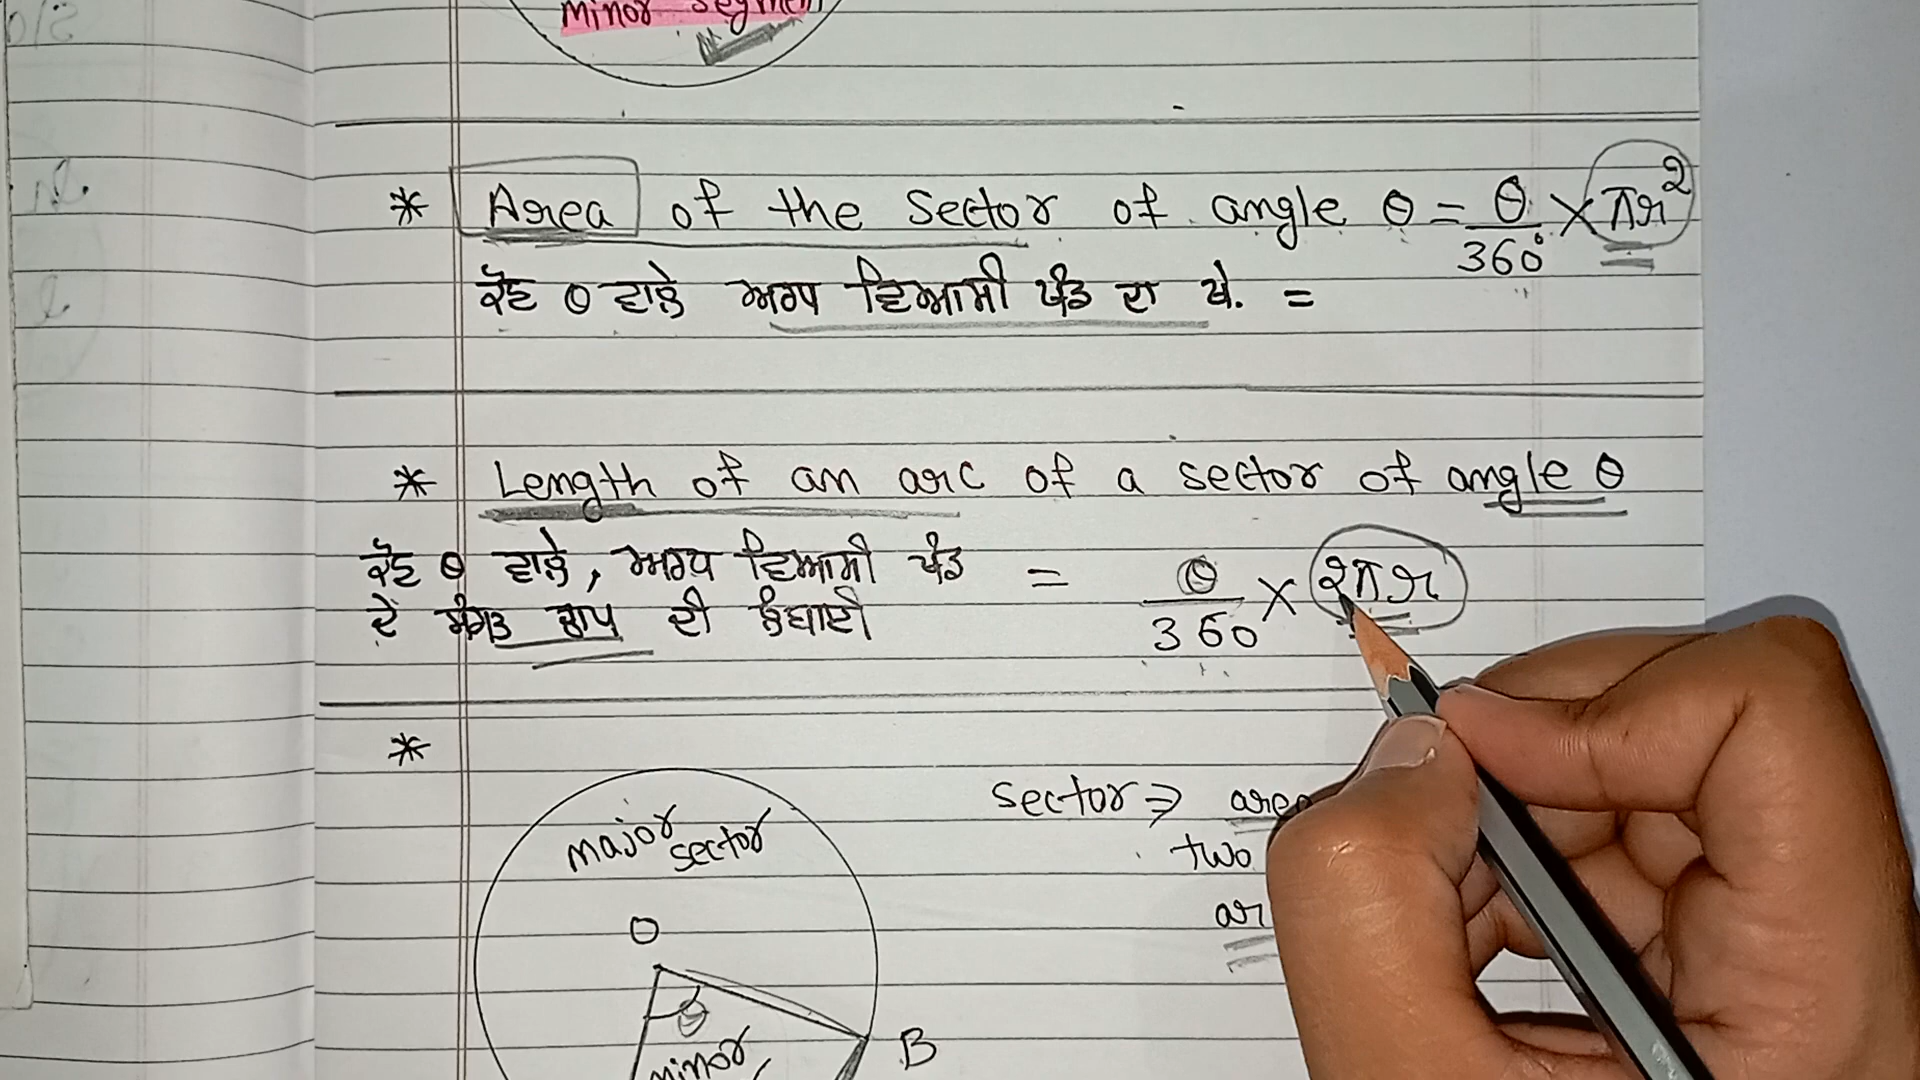 minor segment
* Area of the sector of angle θ = θ/360° × πr²
ਕੋਣ θ ਵਾਲੇ ਅਰਧ ਵਿਆਸੀ ਖੰਡ ਦਾ ਖੇ. =
* Length of an arc of a sector of angle θ
ਕੋਣ θ ਵਾਲੇ, ਅਰਧ ਵਿਆਸੀ ਖੰਡ = θ/360 × 2πr
ਦੇ ਸੰਗਤ ਚਾਪ ਦੀ ਲੰਬਾਈ
*
major sector
sector ⇒ area
two
ar
O
θ
B
minor